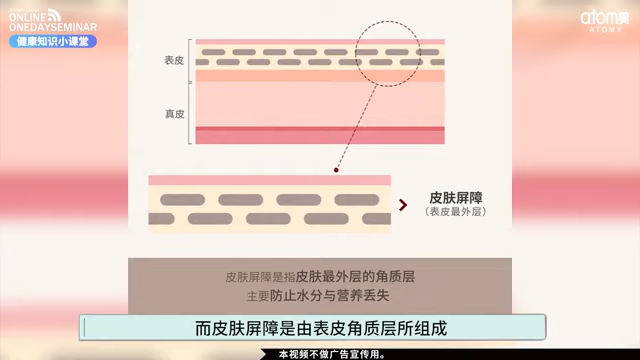 ONLINE
ONEDAYSEMINAR
健康知识小课堂
atom美
ATOMY
表皮
真皮
皮肤屏障
（表皮最外层）
皮肤屏障是指皮肤最外层的角质层
主要防止水分与营养丢失
而皮肤屏障是由表皮角质层所组成
本视频不做广告宣传用。